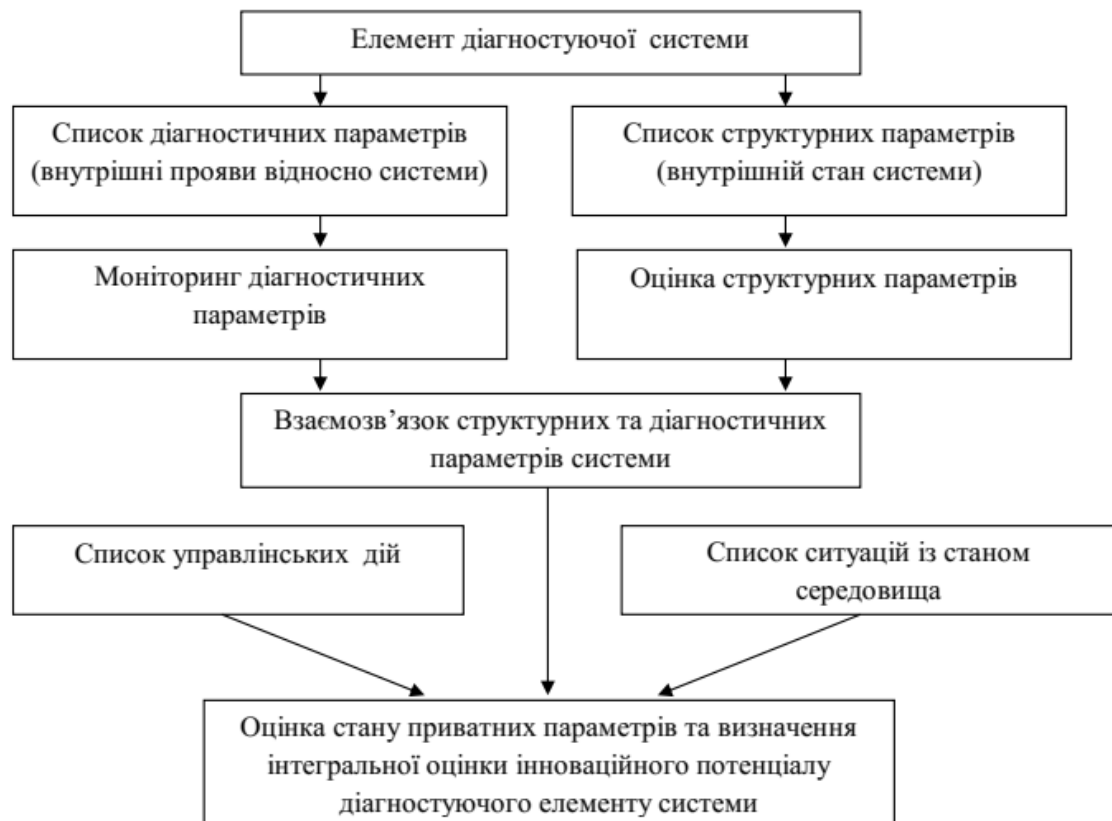 Елемент діагностуючої системи
Список діагностичних параметрів
(внутрішні прояви відносно системи)
Список структурних параметрів
(внутрішній стан системи)
Моніторинг діагностичних
параметрів
Оцінка структурних параметрів
Взаємозв’язок структурних та діагностичних
параметрів системи
Список управлінських дій
Список ситуацій із станом
середовища
Оцінка стану приватних параметрів та визначення
інтегральної оцінки інноваційного потенціалу
діагностуючого елементу системи